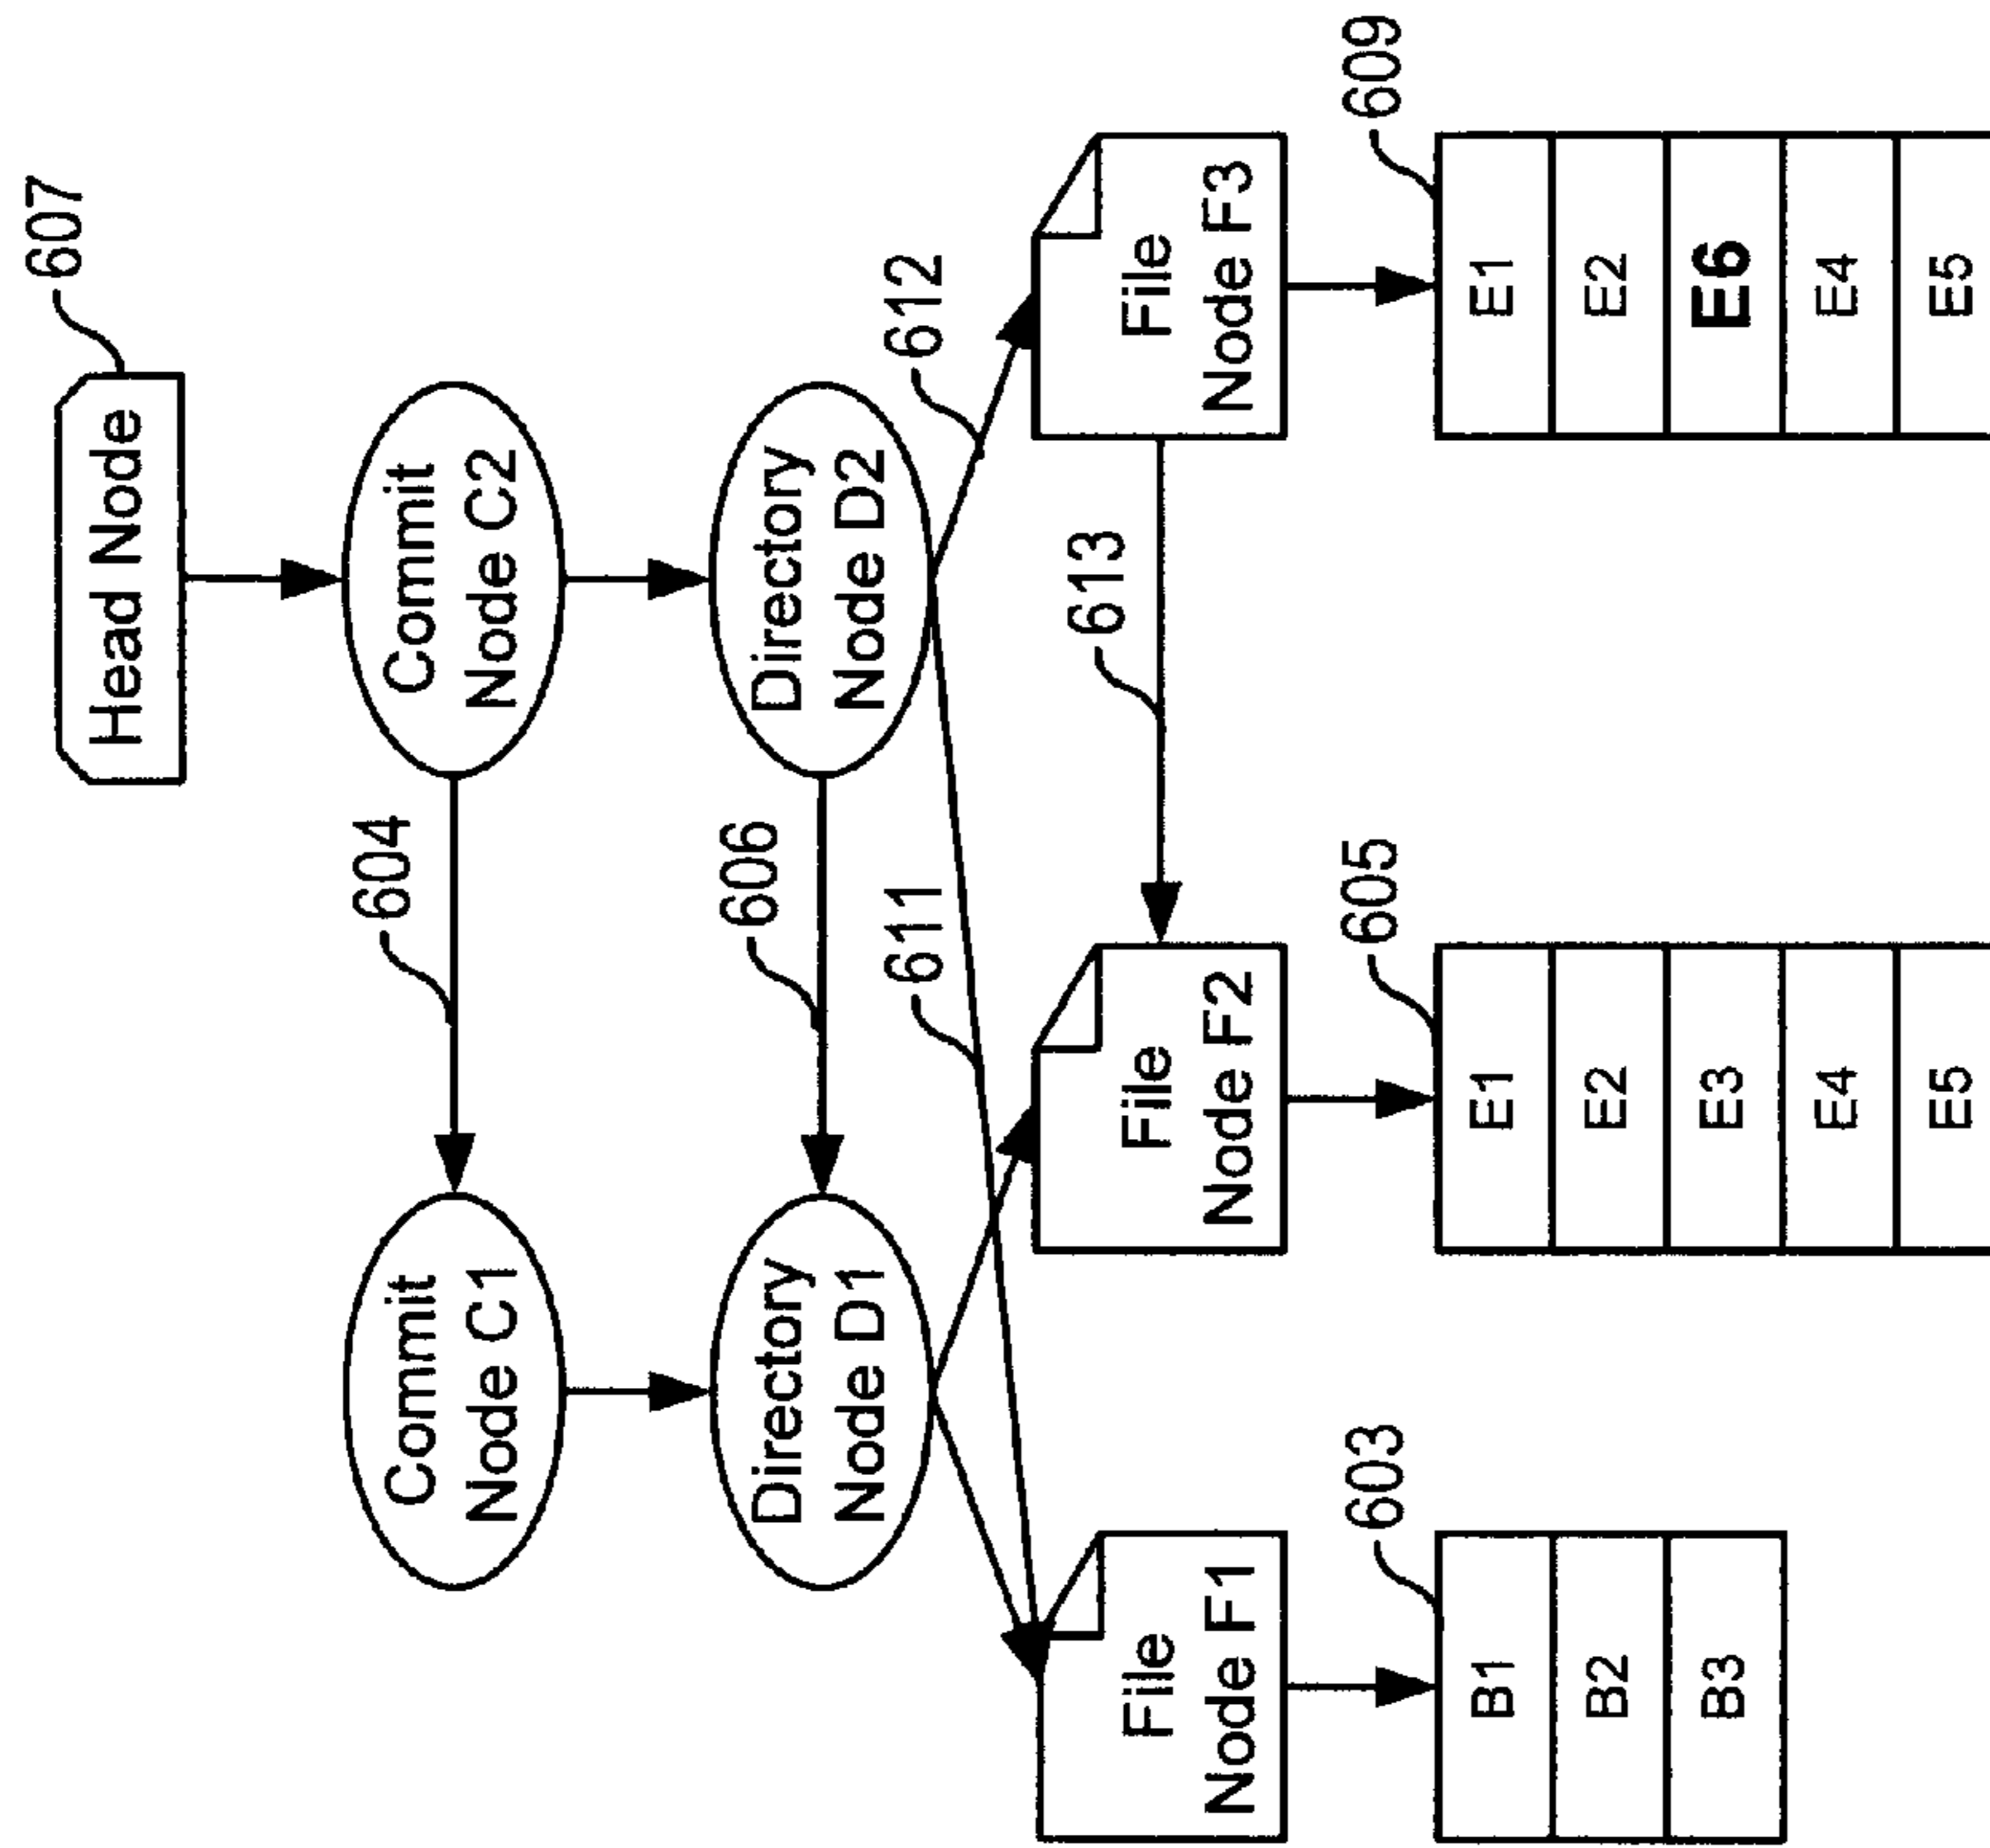 607
Head Node
604
Commit
Node C1
Commit
Node C2
606
Directory
Node D1
Directory
Node D2
611
612
613
File
Node F1
File
Node F2
File
Node F3
603
B1
B2
B3
605
E1
E2
E3
E4
E5
609
E1
E2
E6
E4
E5